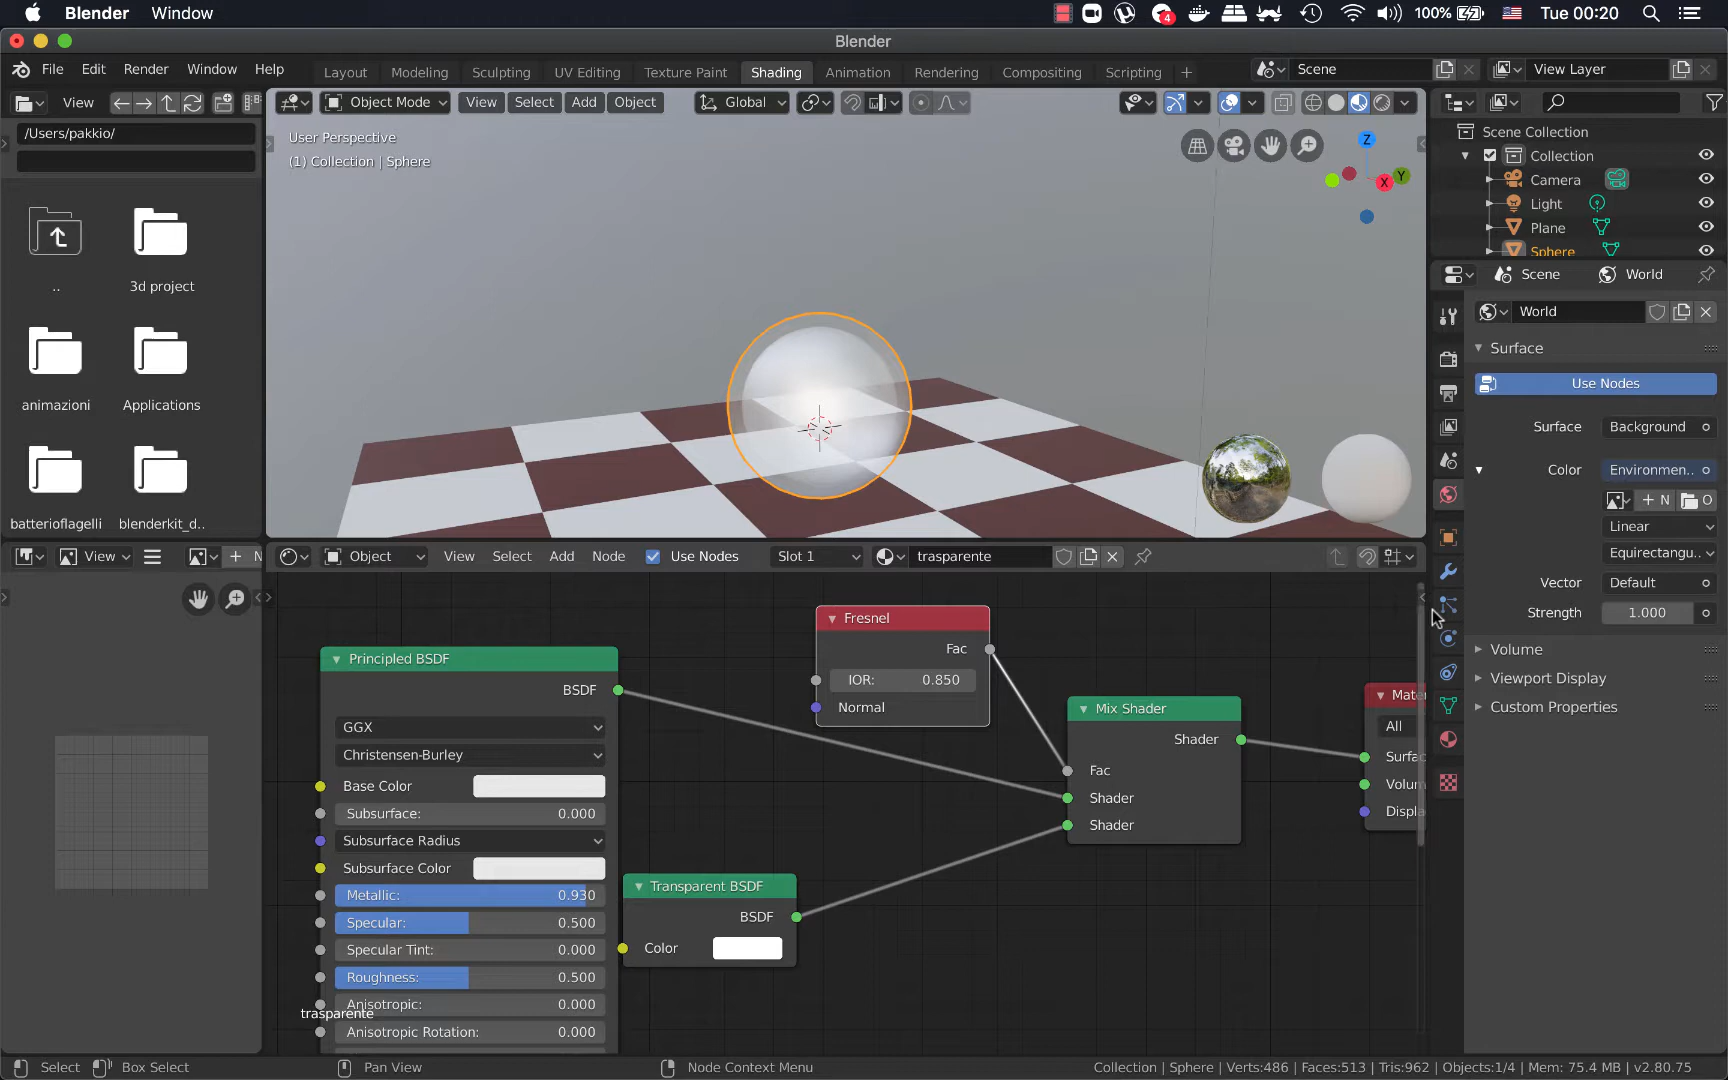 Blender Window 4 100% Tue 00:20
Blender
File Edit Render Window Help Layout Modeling Sculpting UV Editing Texture Paint Shading Animation Rendering Compositing Scripting + Scene View Layer
View Object Mode View Select Add Object Global
/Users/pakkio/
User Perspective
(1) Collection | Sphere
Z
X
Y
..
3d project
animazioni
Applications
batterioflagelli
blenderkit_d..
Scene Collection
Collection
Camera
Light
Plane
Sphere
Scene World
World
Surface
Use Nodes
Surface Background
Color Environmen..
+ N O
Linear
Equirectangu..
Vector Default
Strength 1.000
Volume
Viewport Display
Custom Properties
View + N Object View Select Add Node Use Nodes Slot 1 trasparente
Fresnel
Fac
IOR: 0.850
Normal
Principled BSDF
BSDF
GGX
Christensen-Burley
Base Color
Subsurface: 0.000
Subsurface Radius
Subsurface Color
Metallic: 0.930
Specular: 0.500
Specular Tint: 0.000
Roughness: 0.500
Anisotropic: 0.000
trasparente
Anisotropic Rotation: 0.000
Transparent BSDF
BSDF
Color
Mix Shader
Shader
Fac
Shader
Shader
Mate
All
Surfac
Volum
Displa
Select Box Select Pan View Node Context Menu Collection | Sphere | Verts:486 | Faces:513 | Tris:962 | Objects:1/4 | Mem: 75.4 MB | v2.80.75